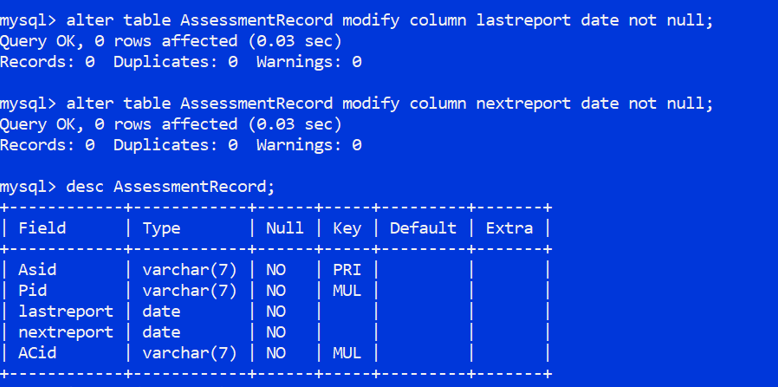 mysql> alter table AssessmentRecord modify column lastreport date not null;
Query OK, 0 rows affected (0.03 sec)
Records: 0  Duplicates: 0  Warnings: 0

mysql> alter table AssessmentRecord modify column nextreport date not null;
Query OK, 0 rows affected (0.03 sec)
Records: 0  Duplicates: 0  Warnings: 0

mysql> desc AssessmentRecord;
+------------+------------+------+-----+---------+-------+
| Field      | Type       | Null | Key | Default | Extra |
+------------+------------+------+-----+---------+-------+
| Asid       | varchar(7) | NO   | PRI |         |       |
| Pid        | varchar(7) | NO   | MUL |         |       |
| lastreport | date       | NO   |     |         |       |
| nextreport | date       | NO   |     |         |       |
| ACid       | varchar(7) | NO   | MUL |         |       |
+------------+------------+------+-----+---------+-------+